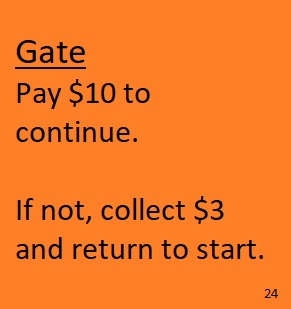 Gate
Pay $10 to
continue.
If not, collect $3
and return to start.
24